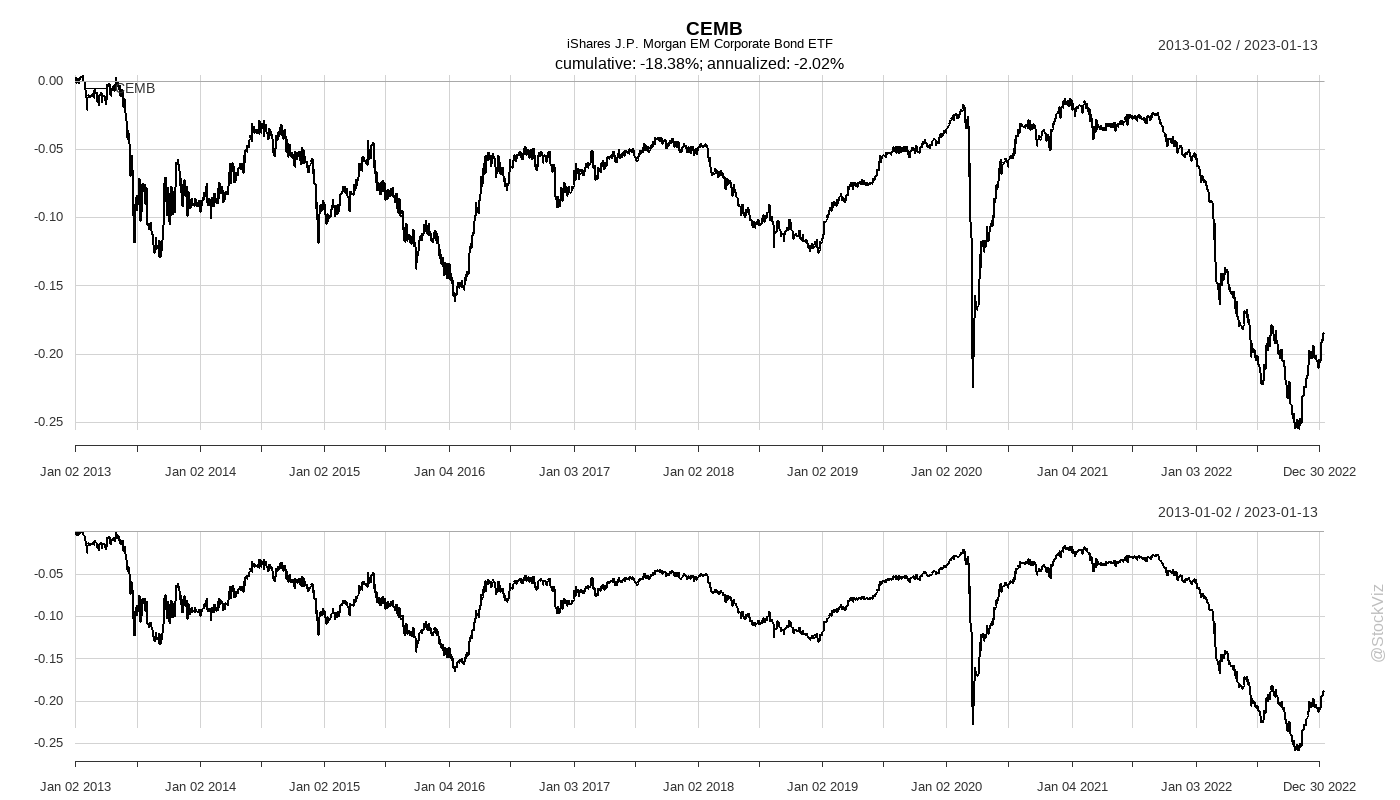 CEMB
iShares J.P. Morgan EM Corporate Bond ETF
2013-01-02 / 2023-01-13
cumulative: -18.38%; annualized: -2.02%
0.00
CEMB
-0.05
-0.10
-0.15
-0.20
-0.25
Jan 02 2013 Jan 02 2014 Jan 02 2015 Jan 04 2016 Jan 03 2017 Jan 02 2018 Jan 02 2019 Jan 02 2020 Jan 04 2021 Jan 03 2022 Dec 30 2022
2013-01-02 / 2023-01-13
-0.05
-0.10
-0.15
-0.20
-0.25
Jan 02 2013 Jan 02 2014 Jan 02 2015 Jan 04 2016 Jan 03 2017 Jan 02 2018 Jan 02 2019 Jan 02 2020 Jan 04 2021 Jan 03 2022 Dec 30 2022
@StockViz